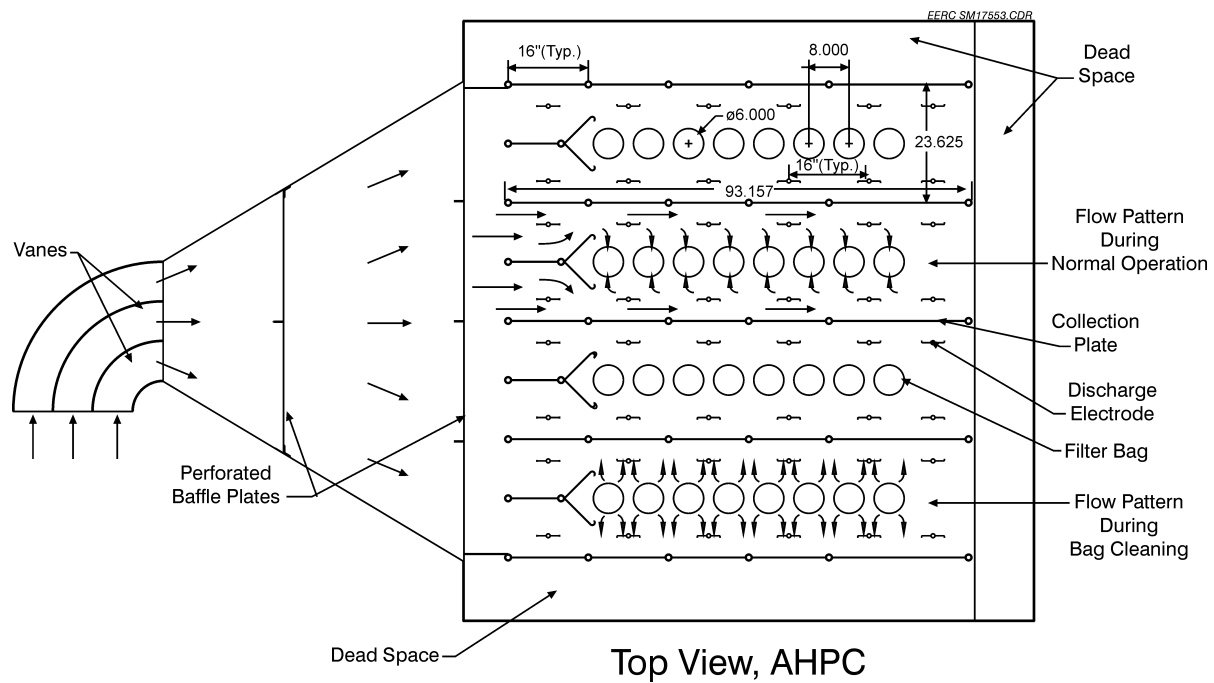 EERC SM17553.CDR
16"(Typ.)
8.000
Dead
Space
ø6.000
23.625
16"(Typ.)
93.157
Flow Pattern
During
Normal Operation
Vanes
Collection
Plate
Discharge
Electrode
Filter Bag
Perforated
Baffle Plates
Flow Pattern
During
Bag Cleaning
Dead Space
Top View, AHPC